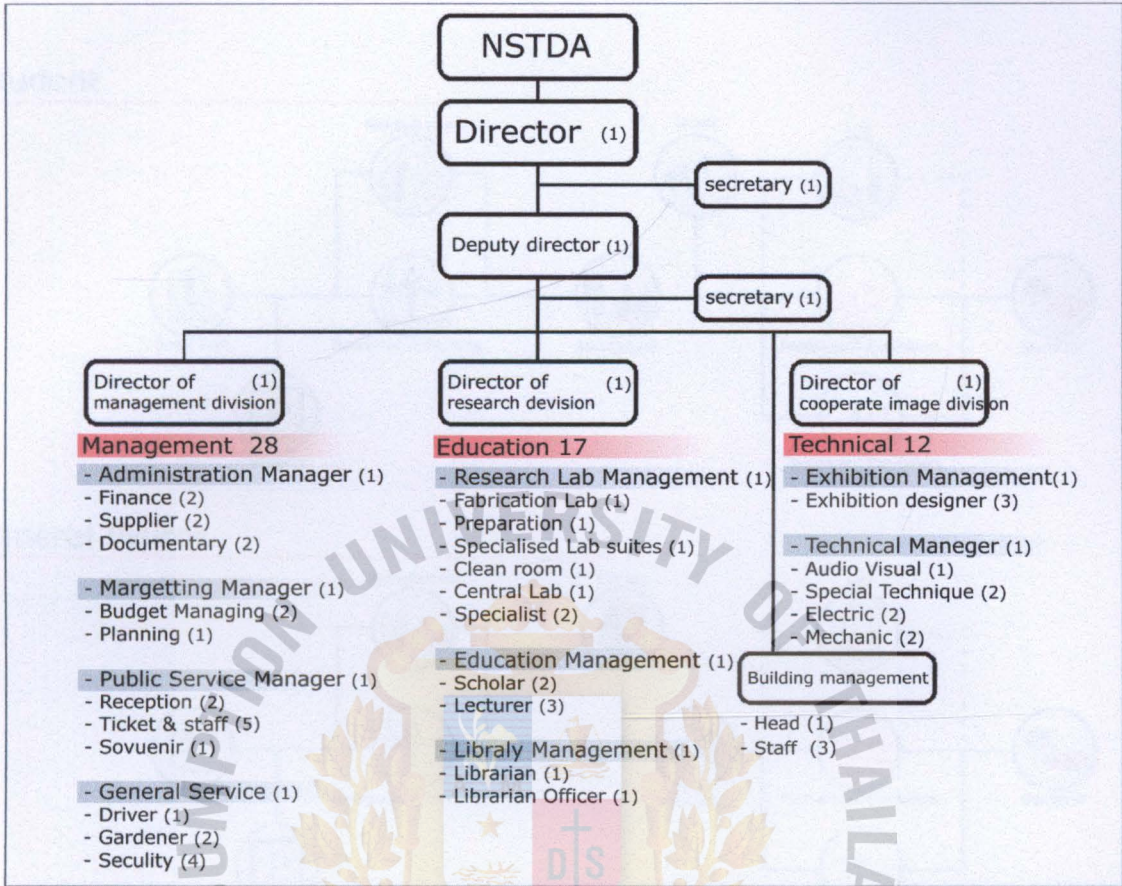 NSTDA
Director (1)
secretary (1)
Deputy director (1)
secretary (1)
Director of (1)
management division
Director of (1)
research devision
Director of (1)
cooperate image division
Management 28
- Administration Manager (1)
- Finance (2)
- Supplier (2)
- Documentary (2)
- Margetting Manager (1)
- Budget Managing (2)
- Planning (1)
- Public Service Manager (1)
- Reception (2)
- Ticket & staff (5)
- Sovuenir (1)
- General Service (1)
- Driver (1)
- Gardener (2)
- Seculity (4)
Education 17
- Research Lab Management (1)
- Fabrication Lab (1)
- Preparation (1)
- Specialised Lab suites (1)
- Clean room (1)
- Central Lab (1)
- Specialist (2)
- Education Management (1)
- Scholar (2)
- Lecturer (3)
- Libraly Management (1)
- Librarian (1)
- Librarian Officer (1)
Technical 12
- Exhibition Management(1)
- Exhibition designer (3)
- Technical Maneger (1)
- Audio Visual (1)
- Special Technique (2)
- Electric (2)
- Mechanic (2)
Building management
- Head (1)
- Staff (3)
UMPTION UNIVERSITY OF THAILA
D S